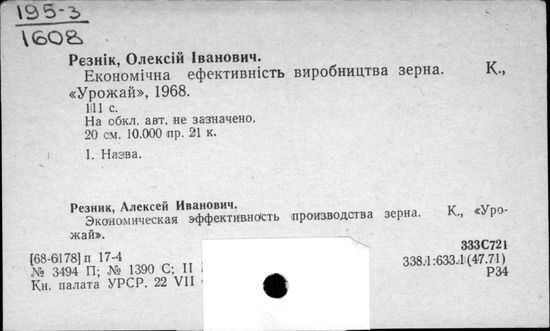 195-3
1608
Рєзнік, Олексій Іванович.
Економічна ефективність виробництва зерна. К.,
«Урожай», 1968.
111 с.
На обкл. авт. не зазначено.
20 см. 10.000 пр. 21 к.
І. Назва.
Резник, Алексей Иванович.
Экономическая эффективность производства зерна. К., «Уро-
жай».
333С721
[68-6178] п 17-4 338.1:633.1(47.71)
№ 3494 П; № 1390 С; II Р34
Кн. палата УРСР. 22 VII